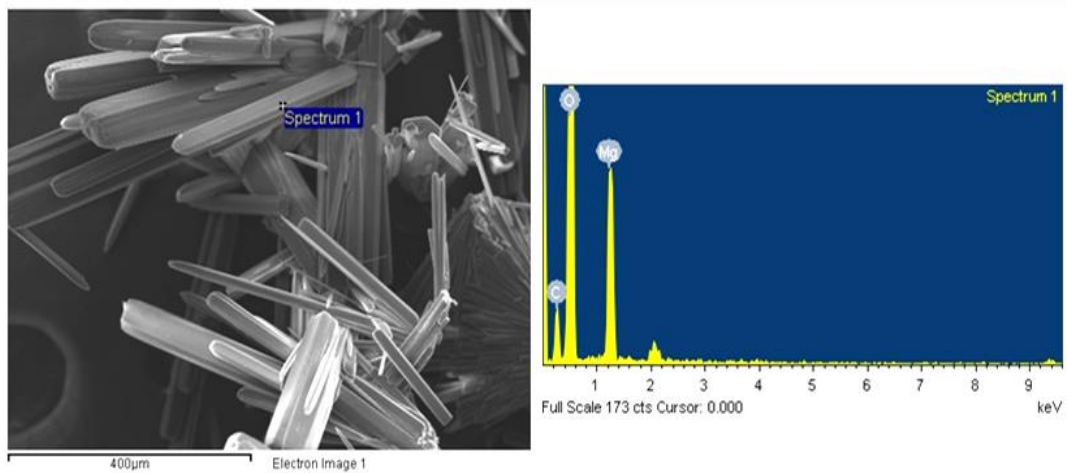 Spectrum 1
400µm
Electron Image 1
Spectrum 1
O
Mg
C
1 2 3 4 5 6 7 8 9
Full Scale 173 cts Cursor: 0.000
keV